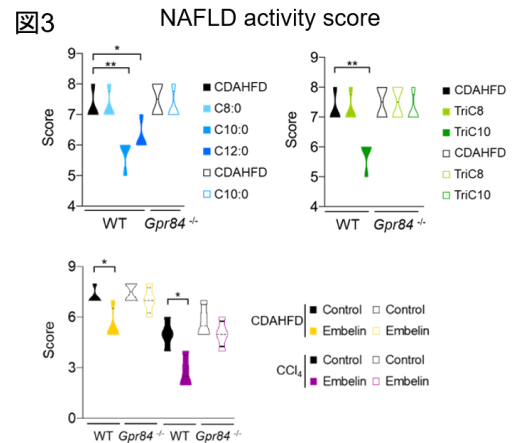 図3
NAFLD activity score
9
8
7
6
5
4
Score
*
**
WT
Gpr84 -/-
CDAHFD
C8:0
C10:0
C12:0
CDAHFD
C10:0
9
8
7
6
5
4
Score
**
WT
Gpr84 -/-
CDAHFD
TriC8
TriC10
CDAHFD
TriC8
TriC10
9
6
3
0
Score
*
*
WT Gpr84 -/- WT Gpr84 -/-
CDAHFD
Control Control
Embelin Embelin
CCl4
Control Control
Embelin Embelin